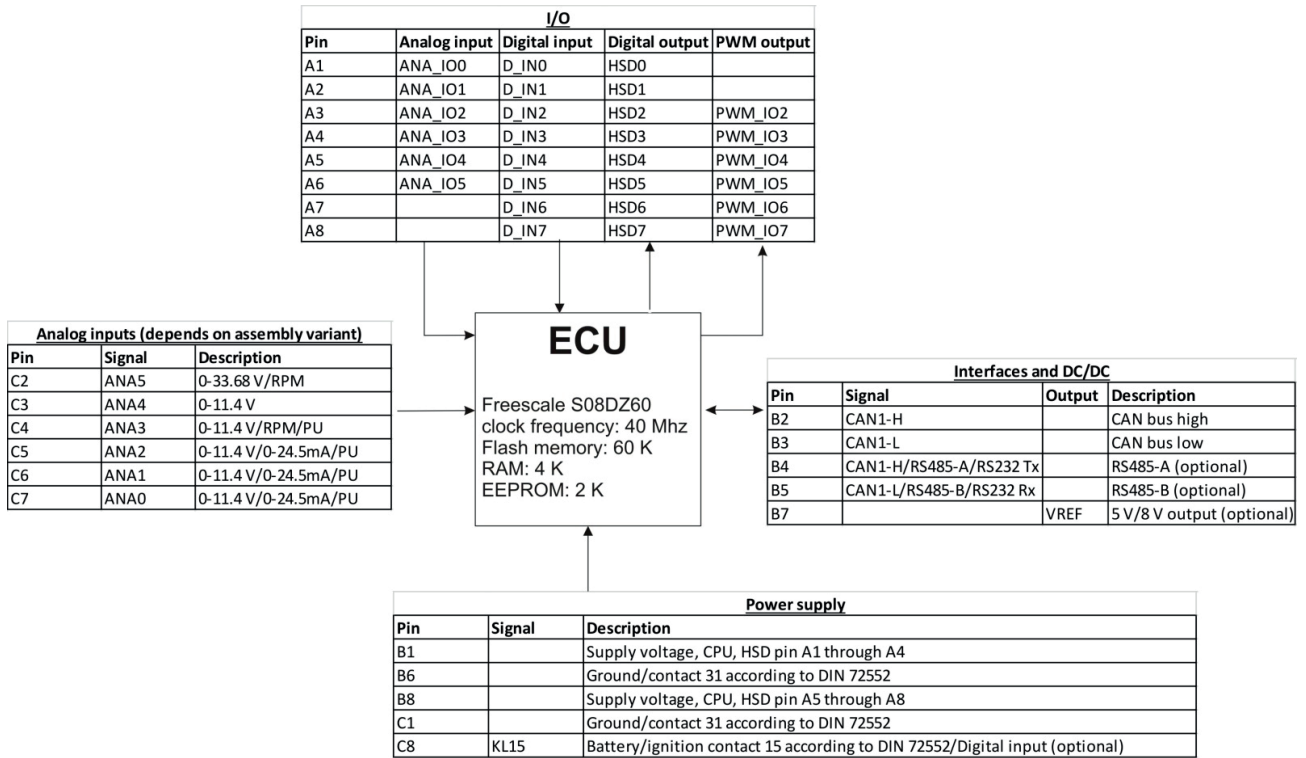 I/O
Pin Analog input Digital input Digital output PWM output
A1 ANA_IO0 D_IN0 HSD0
A2 ANA_IO1 D_IN1 HSD1
A3 ANA_IO2 D_IN2 HSD2 PWM_IO2
A4 ANA_IO3 D_IN3 HSD3 PWM_IO3
A5 ANA_IO4 D_IN4 HSD4 PWM_IO4
A6 ANA_IO5 D_IN5 HSD5 PWM_IO5
A7 D_IN6 HSD6 PWM_IO6
A8 D_IN7 HSD7 PWM_IO7
Analog inputs (depends on assembly variant)
Pin Signal Description
C2 ANA5 0-33.68 V/RPM
C3 ANA4 0-11.4 V
C4 ANA3 0-11.4 V/RPM/PU
C5 ANA2 0-11.4 V/0-24.5mA/PU
C6 ANA1 0-11.4 V/0-24.5mA/PU
C7 ANA0 0-11.4 V/0-24.5mA/PU
ECU
Freescale S08DZ60
clock frequency: 40 Mhz
Flash memory: 60 K
RAM: 4 K
EEPROM: 2 K
Interfaces and DC/DC
Pin Signal Output Description
B2 CAN1-H CAN bus high
B3 CAN1-L CAN bus low
B4 CAN1-H/RS485-A/RS232 Tx RS485-A (optional)
B5 CAN1-L/RS485-B/RS232 Rx RS485-B (optional)
B7 VREF 5 V/8 V output (optional)
Power supply
Pin Signal Description
B1 Supply voltage, CPU, HSD pin A1 through A4
B6 Ground/contact 31 according to DIN 72552
B8 Supply voltage, CPU, HSD pin A5 through A8
C1 Ground/contact 31 according to DIN 72552
C8 KL15 Battery/ignition contact 15 according to DIN 72552/Digital input (optional)